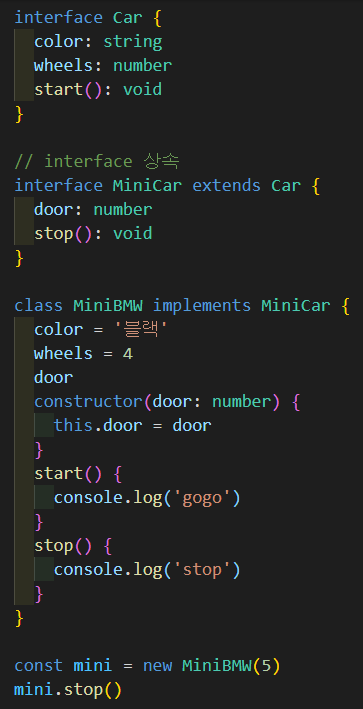 interface Car {
  color: string
  wheels: number
  start(): void
}

// interface 상속
interface MiniCar extends Car {
  door: number
  stop(): void
}

class MiniBMW implements MiniCar {
  color = '블랙'
  wheels = 4
  door
  constructor(door: number) {
    this.door = door
  }
  start() {
    console.log('gogo')
  }
  stop() {
    console.log('stop')
  }
}

const mini = new MiniBMW(5)
mini.stop()